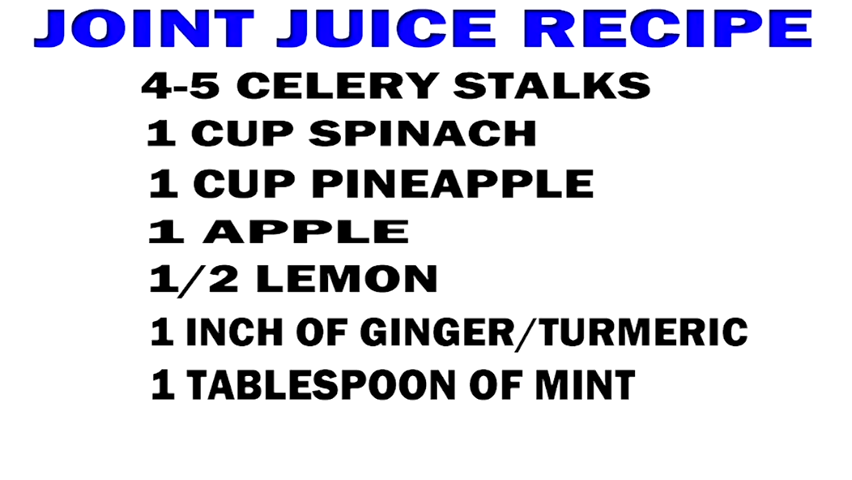 JOINT JUICE RECIPE
4-5 CELERY STALKS
1 CUP SPINACH
1 CUP PINEAPPLE
1 APPLE
1/2 LEMON
1 INCH OF GINGER/TURMERIC
1 TABLESPOON OF MINT